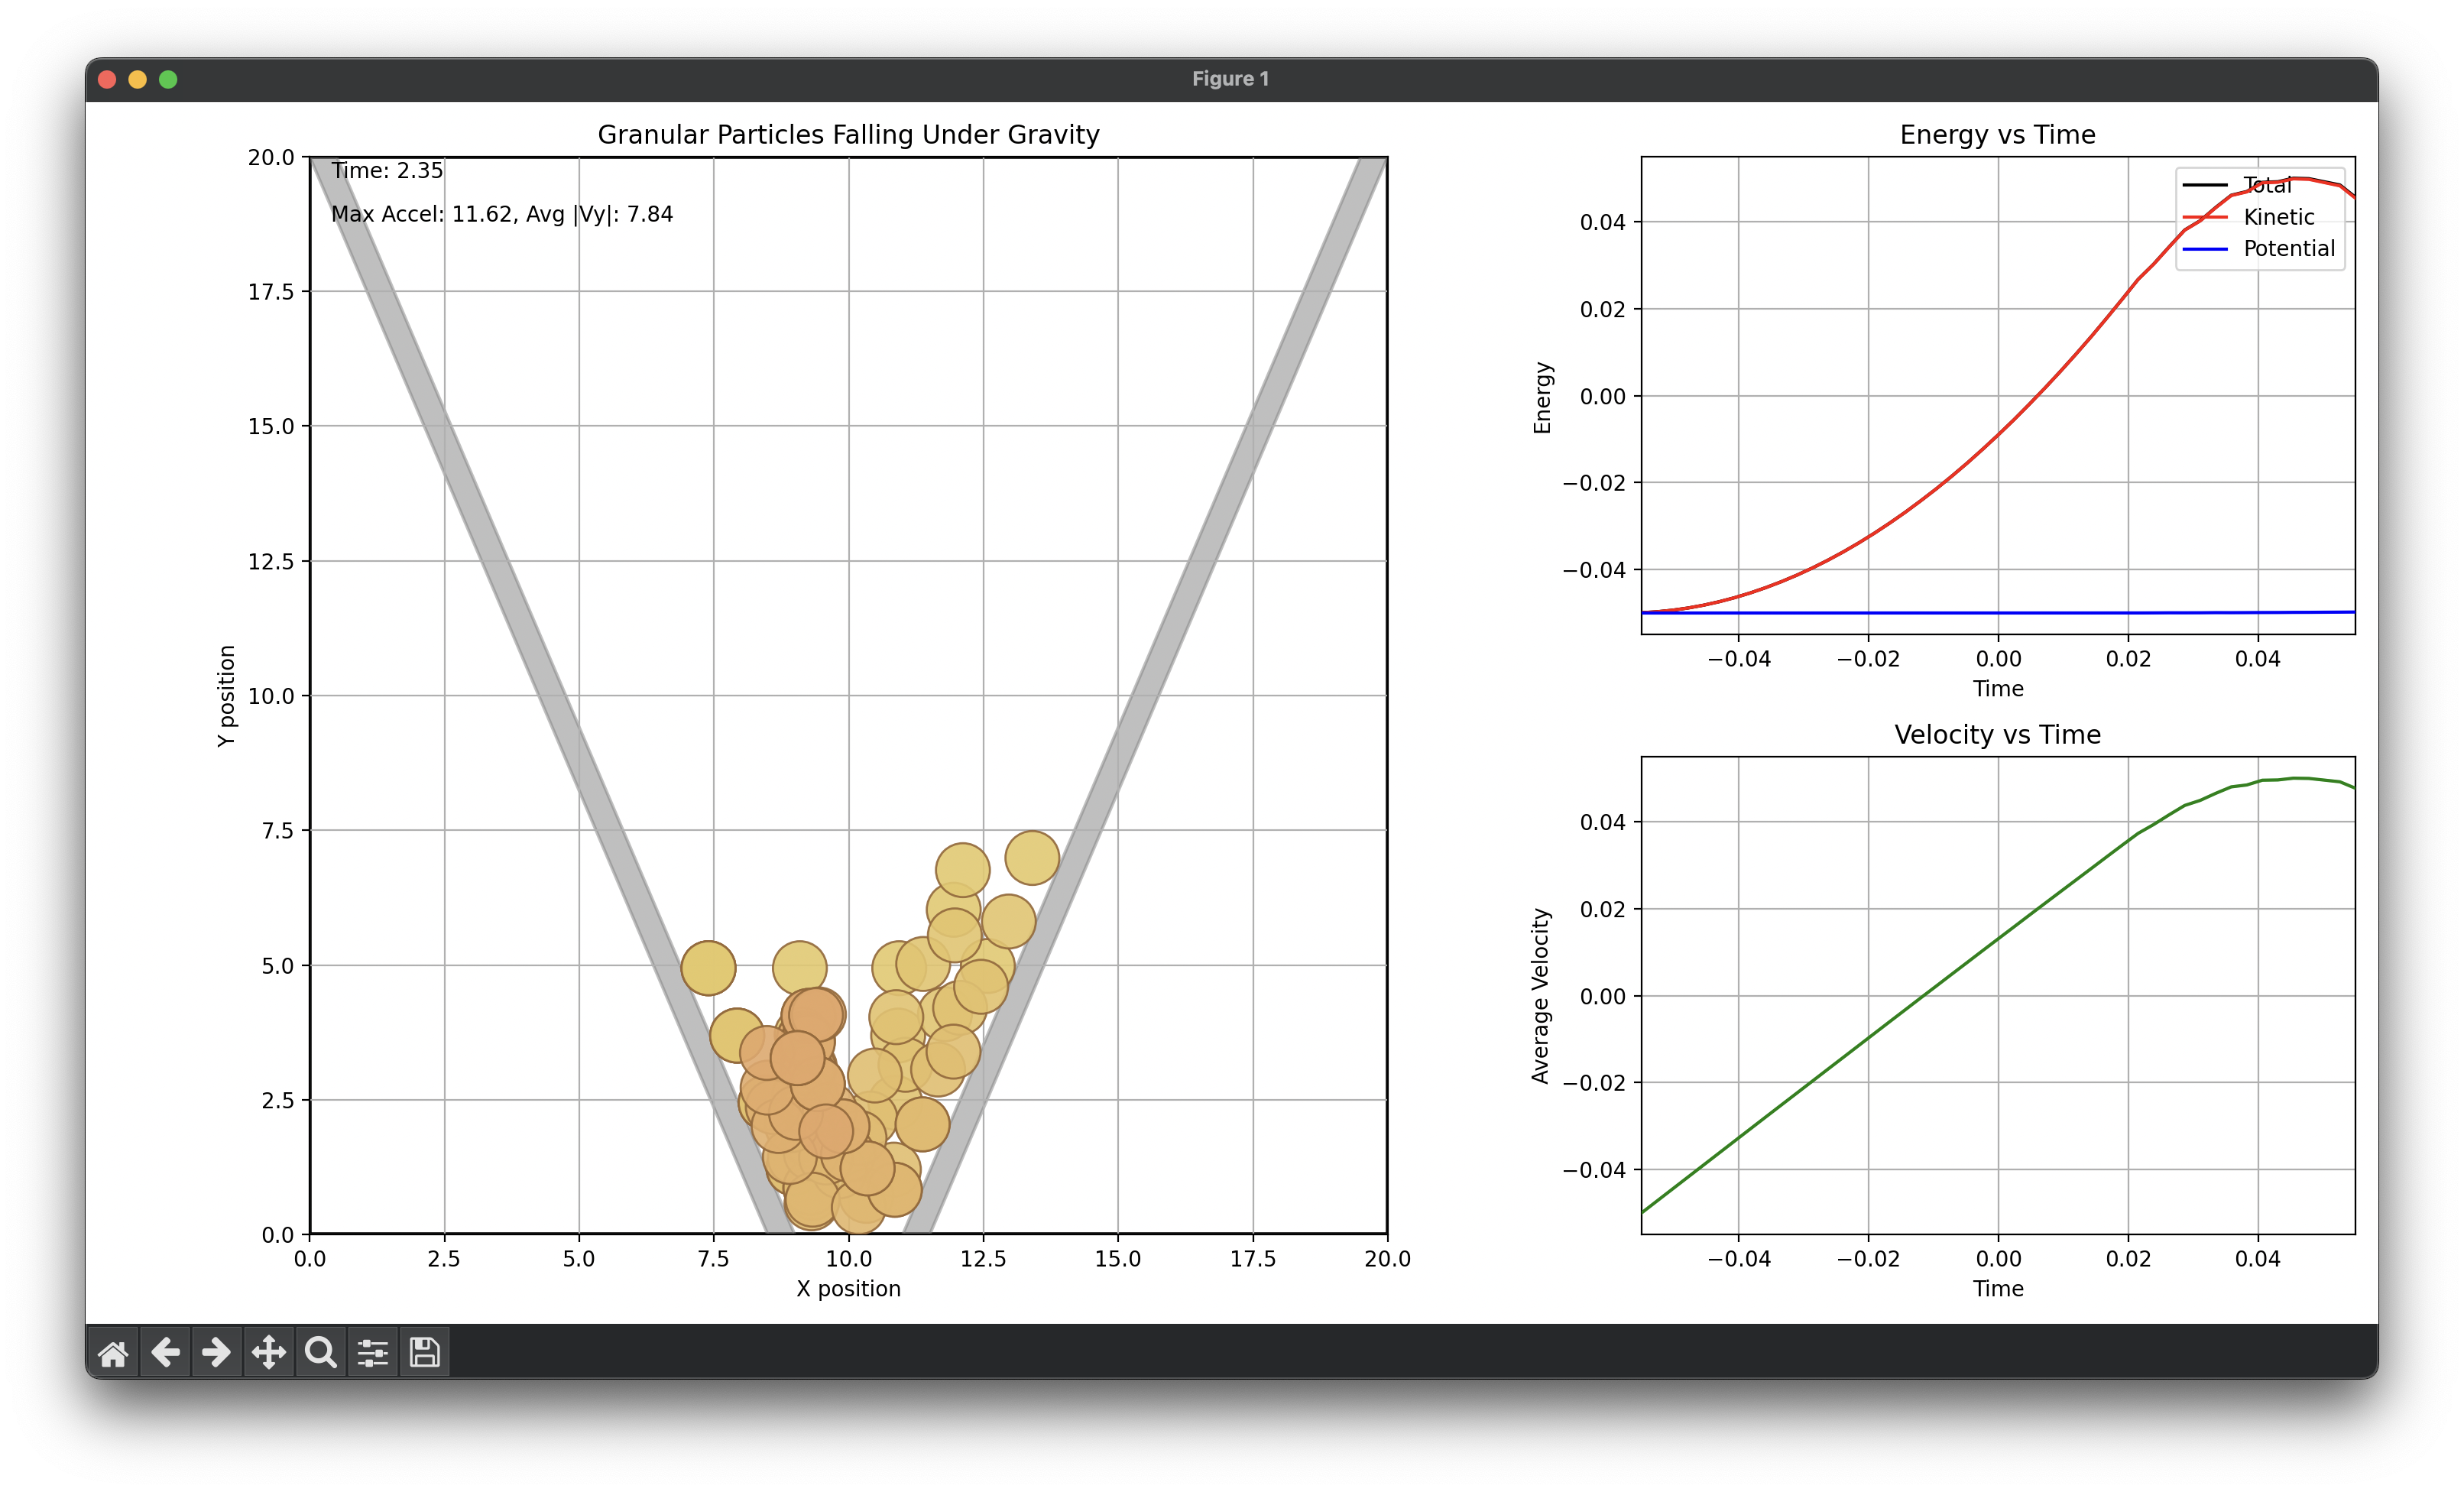 Figure 1
Granular Particles Falling Under Gravity
Time: 2.35
Max Accel: 11.62, Avg |Vy|: 7.84
20.0
17.5
15.0
12.5
10.0
7.5
5.0
2.5
0.0
Y position
0.0 2.5 5.0 7.5 10.0 12.5 15.0 17.5 20.0
X position
Energy vs Time
Total
Kinetic
Potential
0.04
0.02
0.00
−0.02
−0.04
Energy
−0.04 −0.02 0.00 0.02 0.04
Time
Velocity vs Time
0.04
0.02
0.00
−0.02
−0.04
Average Velocity
−0.04 −0.02 0.00 0.02 0.04
Time